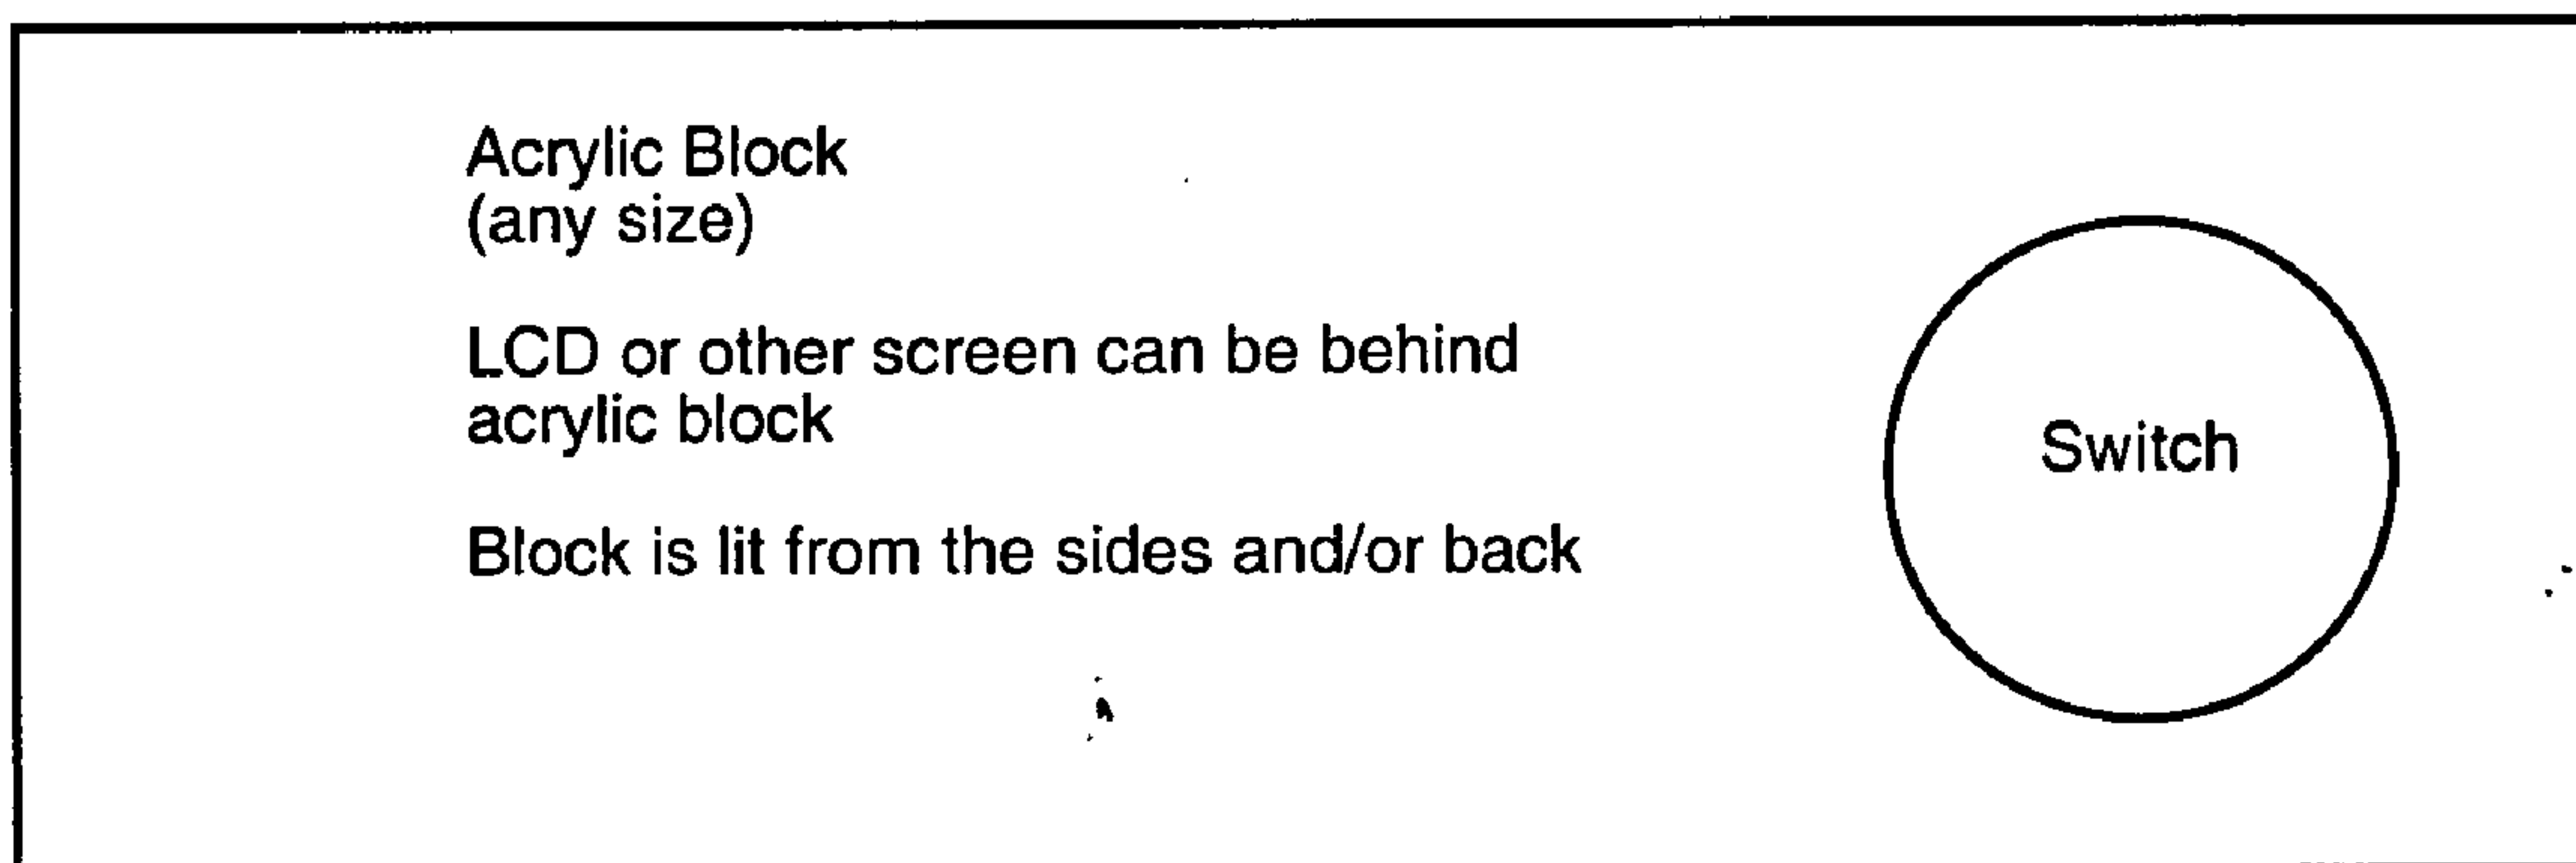 Acrylic Block
(any size)
LCD or other screen can be behind
acrylic block
Block is lit from the sides and/or back
Switch